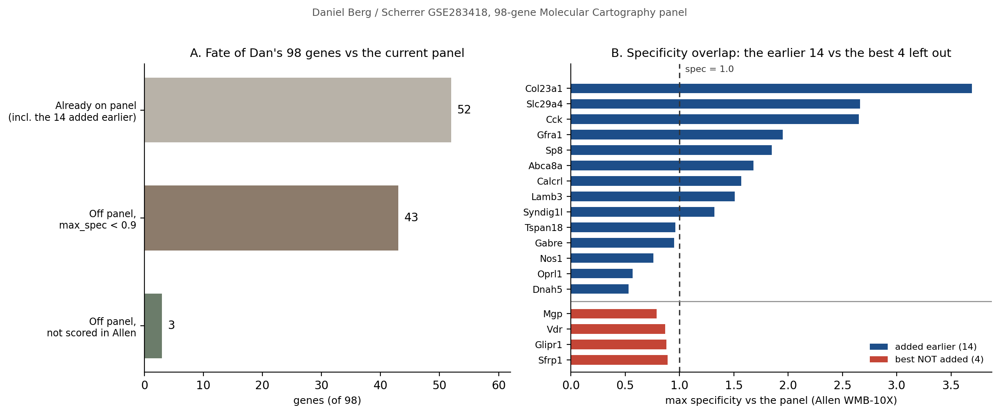 Daniel Berg / Scherrer GSE283418, 98-gene Molecular Cartography panel
A. Fate of Dan's 98 genes vs the current panel
Already on panel
(incl. the 14 added earlier)
52
Off panel,
max_spec < 0.9
43
Off panel,
not scored in Allen
3
0 10 20 30 40 50 60
genes (of 98)
B. Specificity overlap: the earlier 14 vs the best 4 left out
spec = 1.0
Col23a1
Slc29a4
Cck
Gfra1
Sp8
Abca8a
Calcrl
Lamb3
Syndig1l
Tspan18
Gabre
Nos1
Oprl1
Dnah5
Mgp
Vdr
Glipr1
Sfrp1
added earlier (14)
best NOT added (4)
0.0 0.5 1.0 1.5 2.0 2.5 3.0 3.5
max specificity vs the panel (Allen WMB-10X)